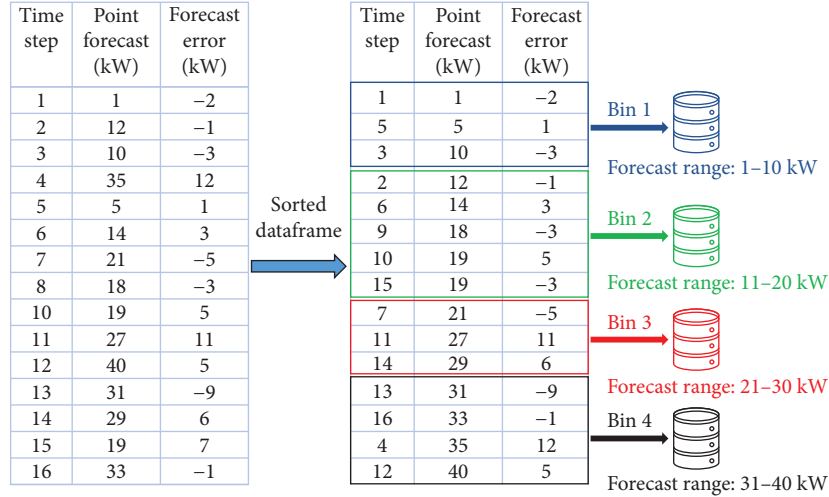 Time step Point forecast (kW) Forecast error (kW)
1 1 −2
2 12 −1
3 10 −3
4 35 12
5 5 1
6 14 3
7 21 −5
8 18 −3
10 19 5
11 27 11
12 40 5
13 31 −9
14 29 6
15 19 7
16 33 −1
Sorted
dataframe
Time step Point forecast (kW) Forecast error (kW)
1 1 −2
5 5 1
3 10 −3
2 12 −1
6 14 3
9 18 −3
10 19 5
15 19 −3
7 21 −5
11 27 11
14 29 6
13 31 −9
16 33 −1
4 35 12
12 40 5
Bin 1
Forecast range: 1–10 kW
Bin 2
Forecast range: 11–20 kW
Bin 3
Forecast range: 21–30 kW
Bin 4
Forecast range: 31–40 kW